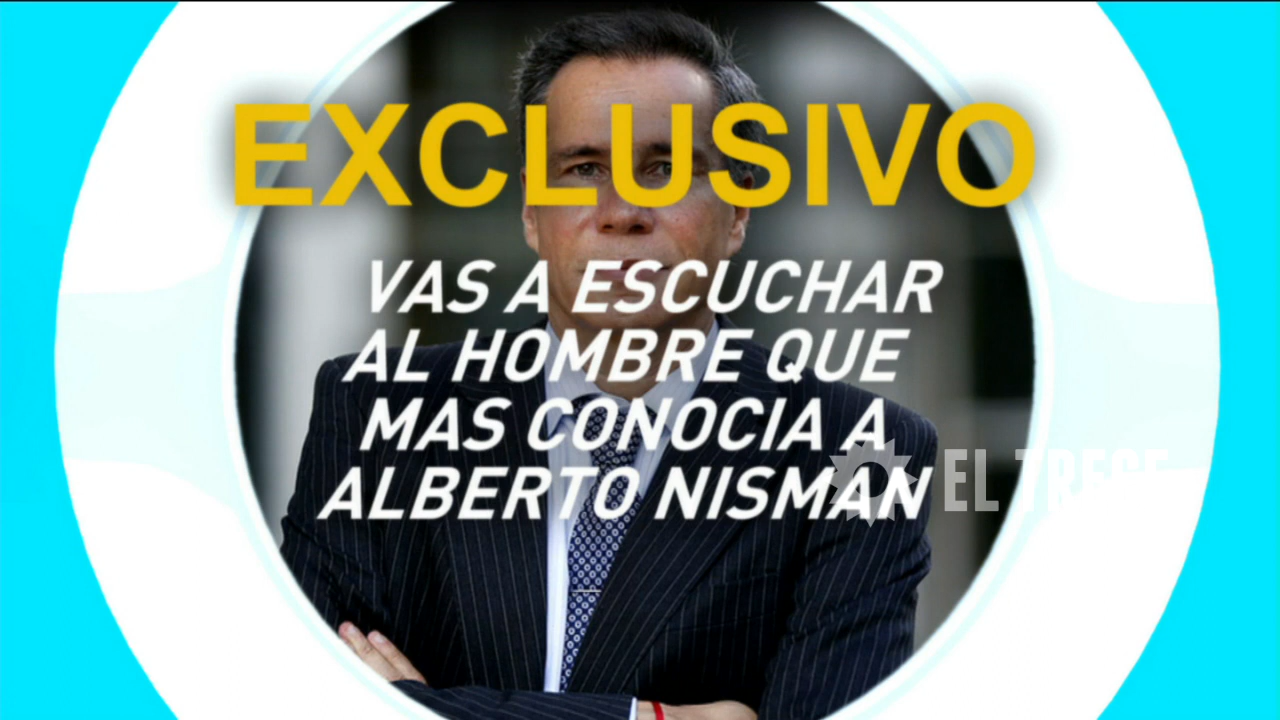 EXCLUSIVO
VAS A ESCUCHAR
AL HOMBRE QUE
MAS CONOCIA A
ALBERTO NISMAN
EL TRECE